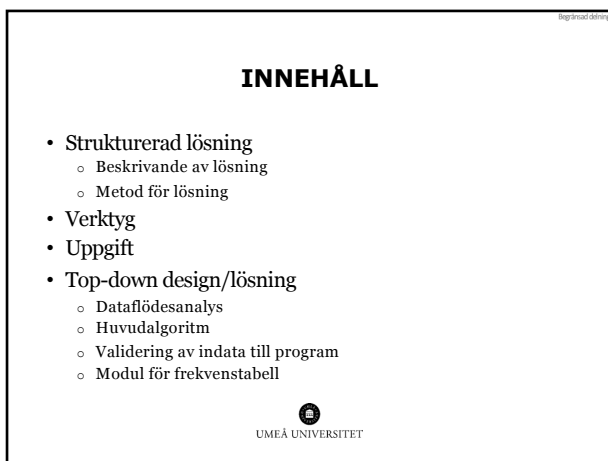 Begränsad delning
INNEHÅLL
• Strukturerad lösning
o Beskrivande av lösning
o Metod för lösning
• Verktyg
• Uppgift
• Top-down design/lösning
o Dataflödesanalys
o Huvudalgoritm
o Validering av indata till program
o Modul för frekvenstabell
UMEÅ UNIVERSITET